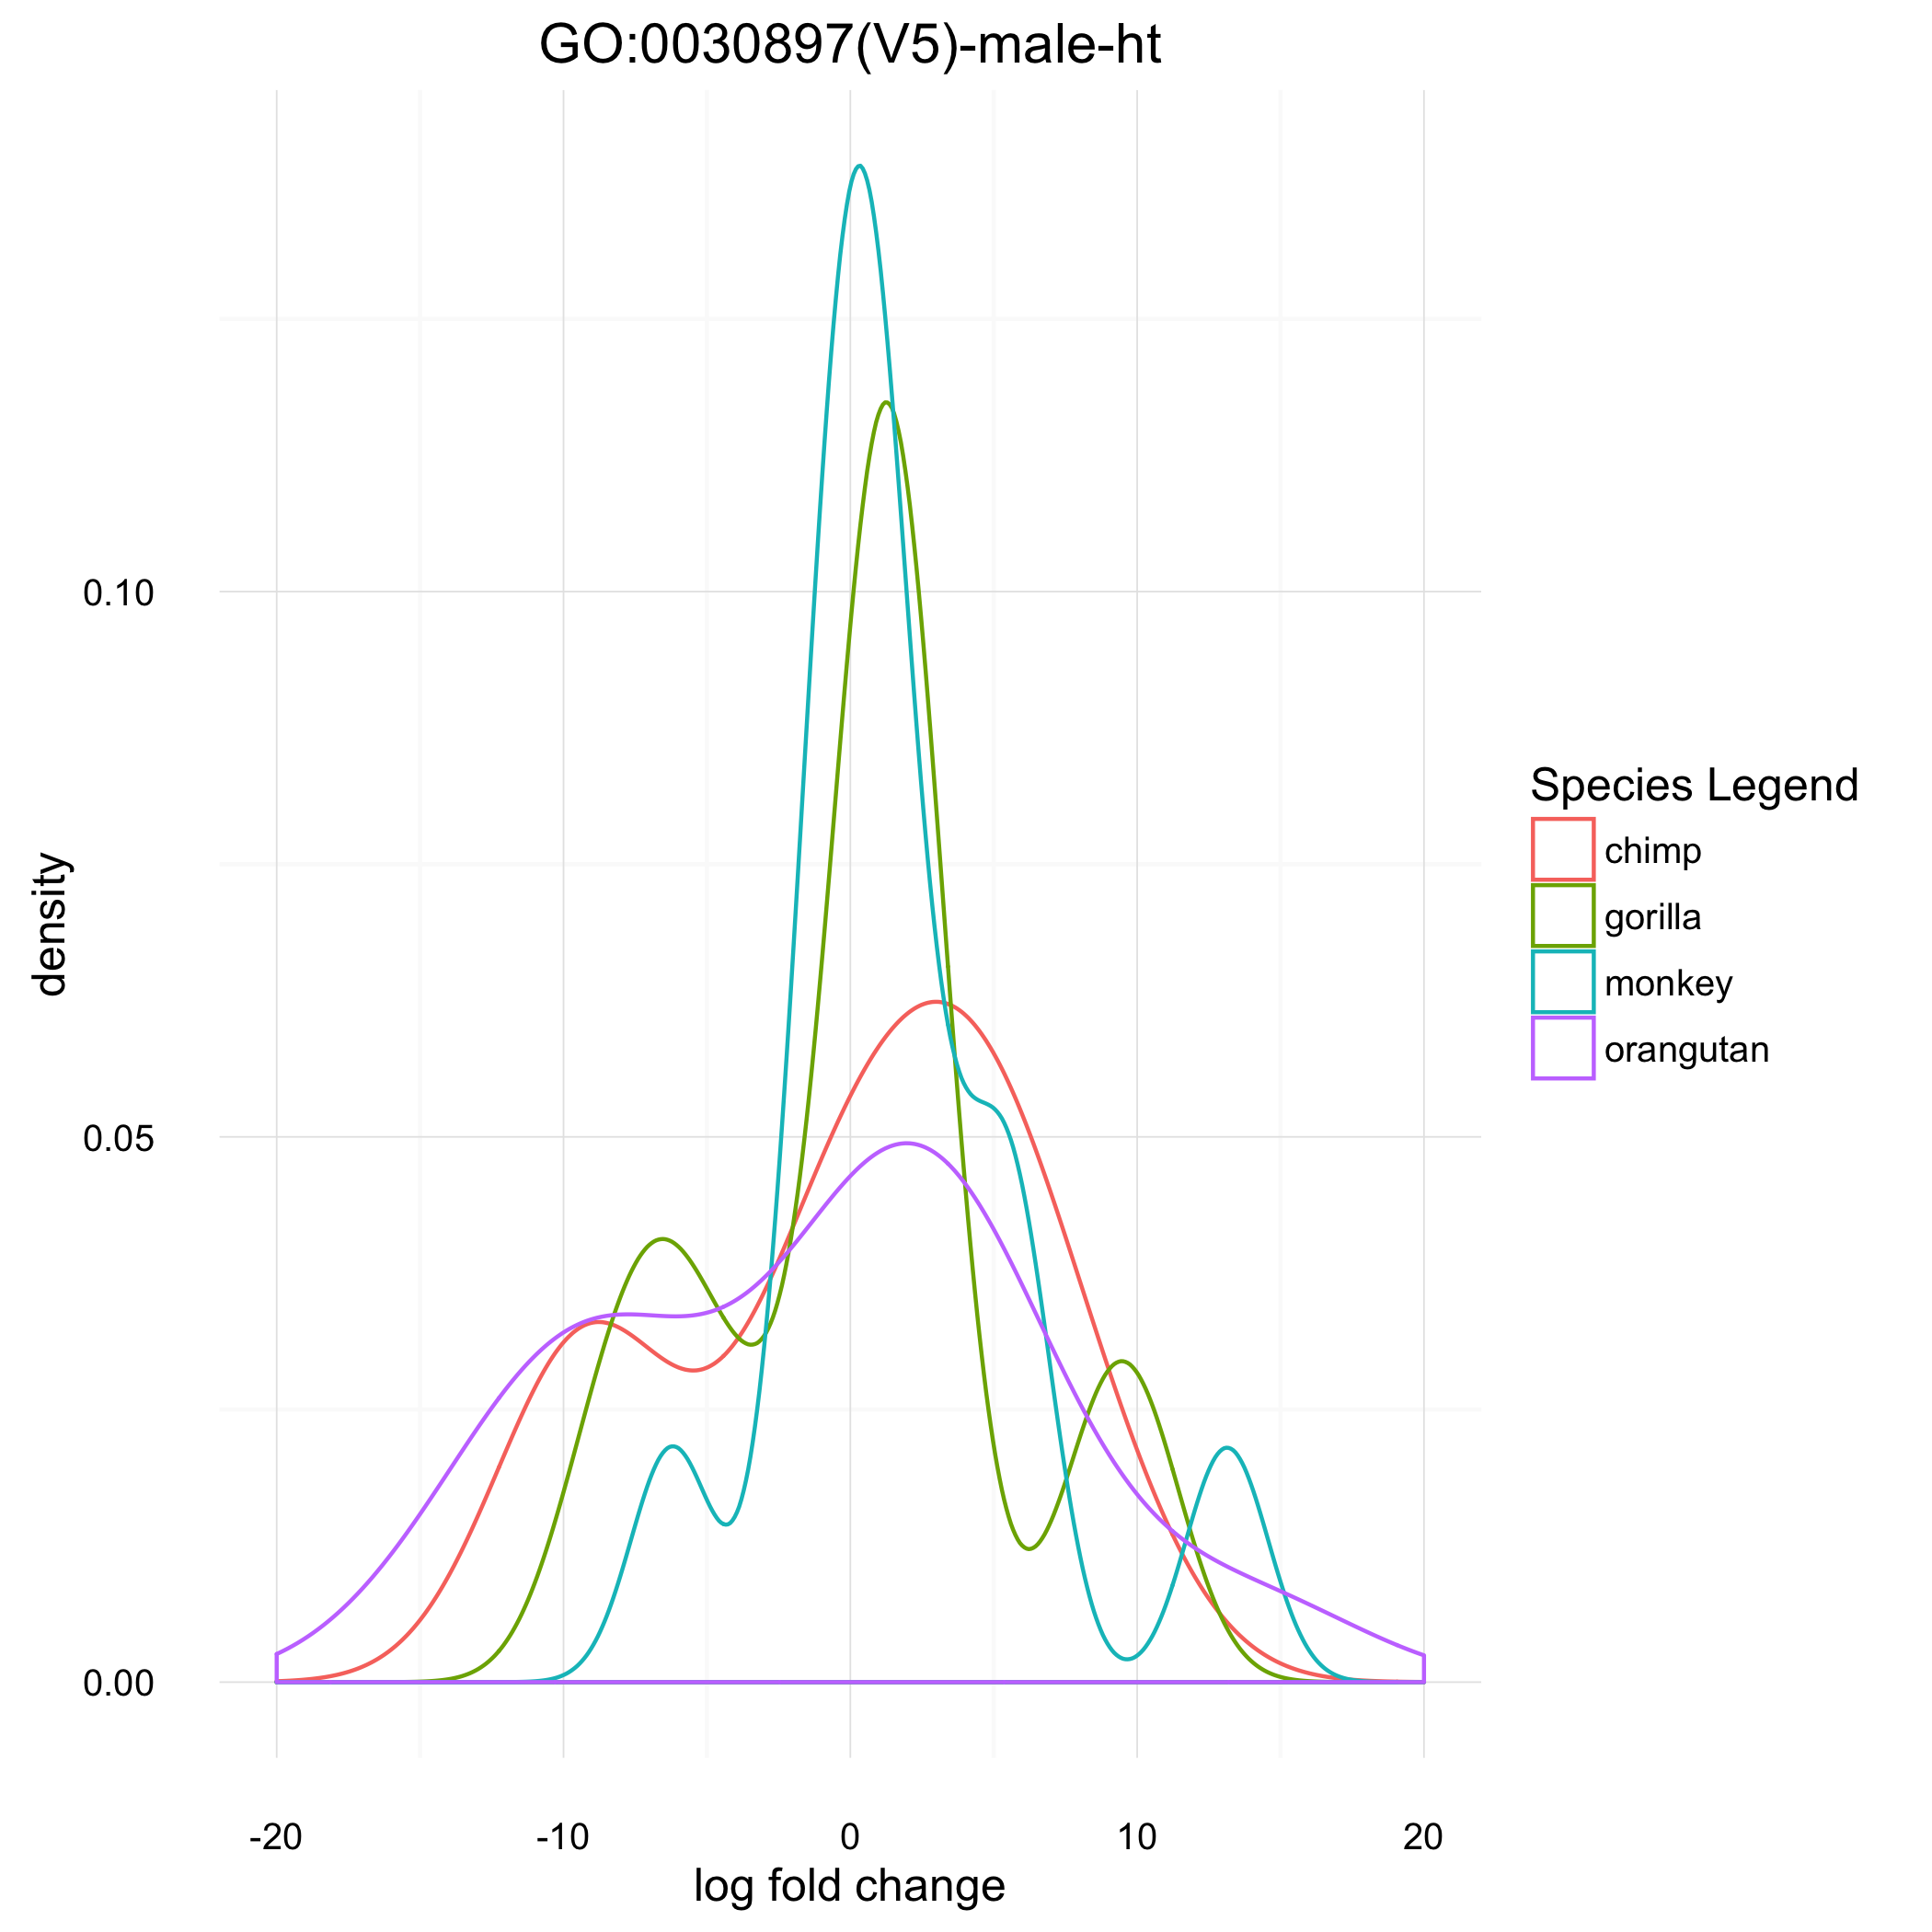 GO:0030897(V5)-male-ht
0.10
0.05
0.00
density
-20
-10
0
10
20
log fold change
Species Legend
chimp
gorilla
monkey
orangutan